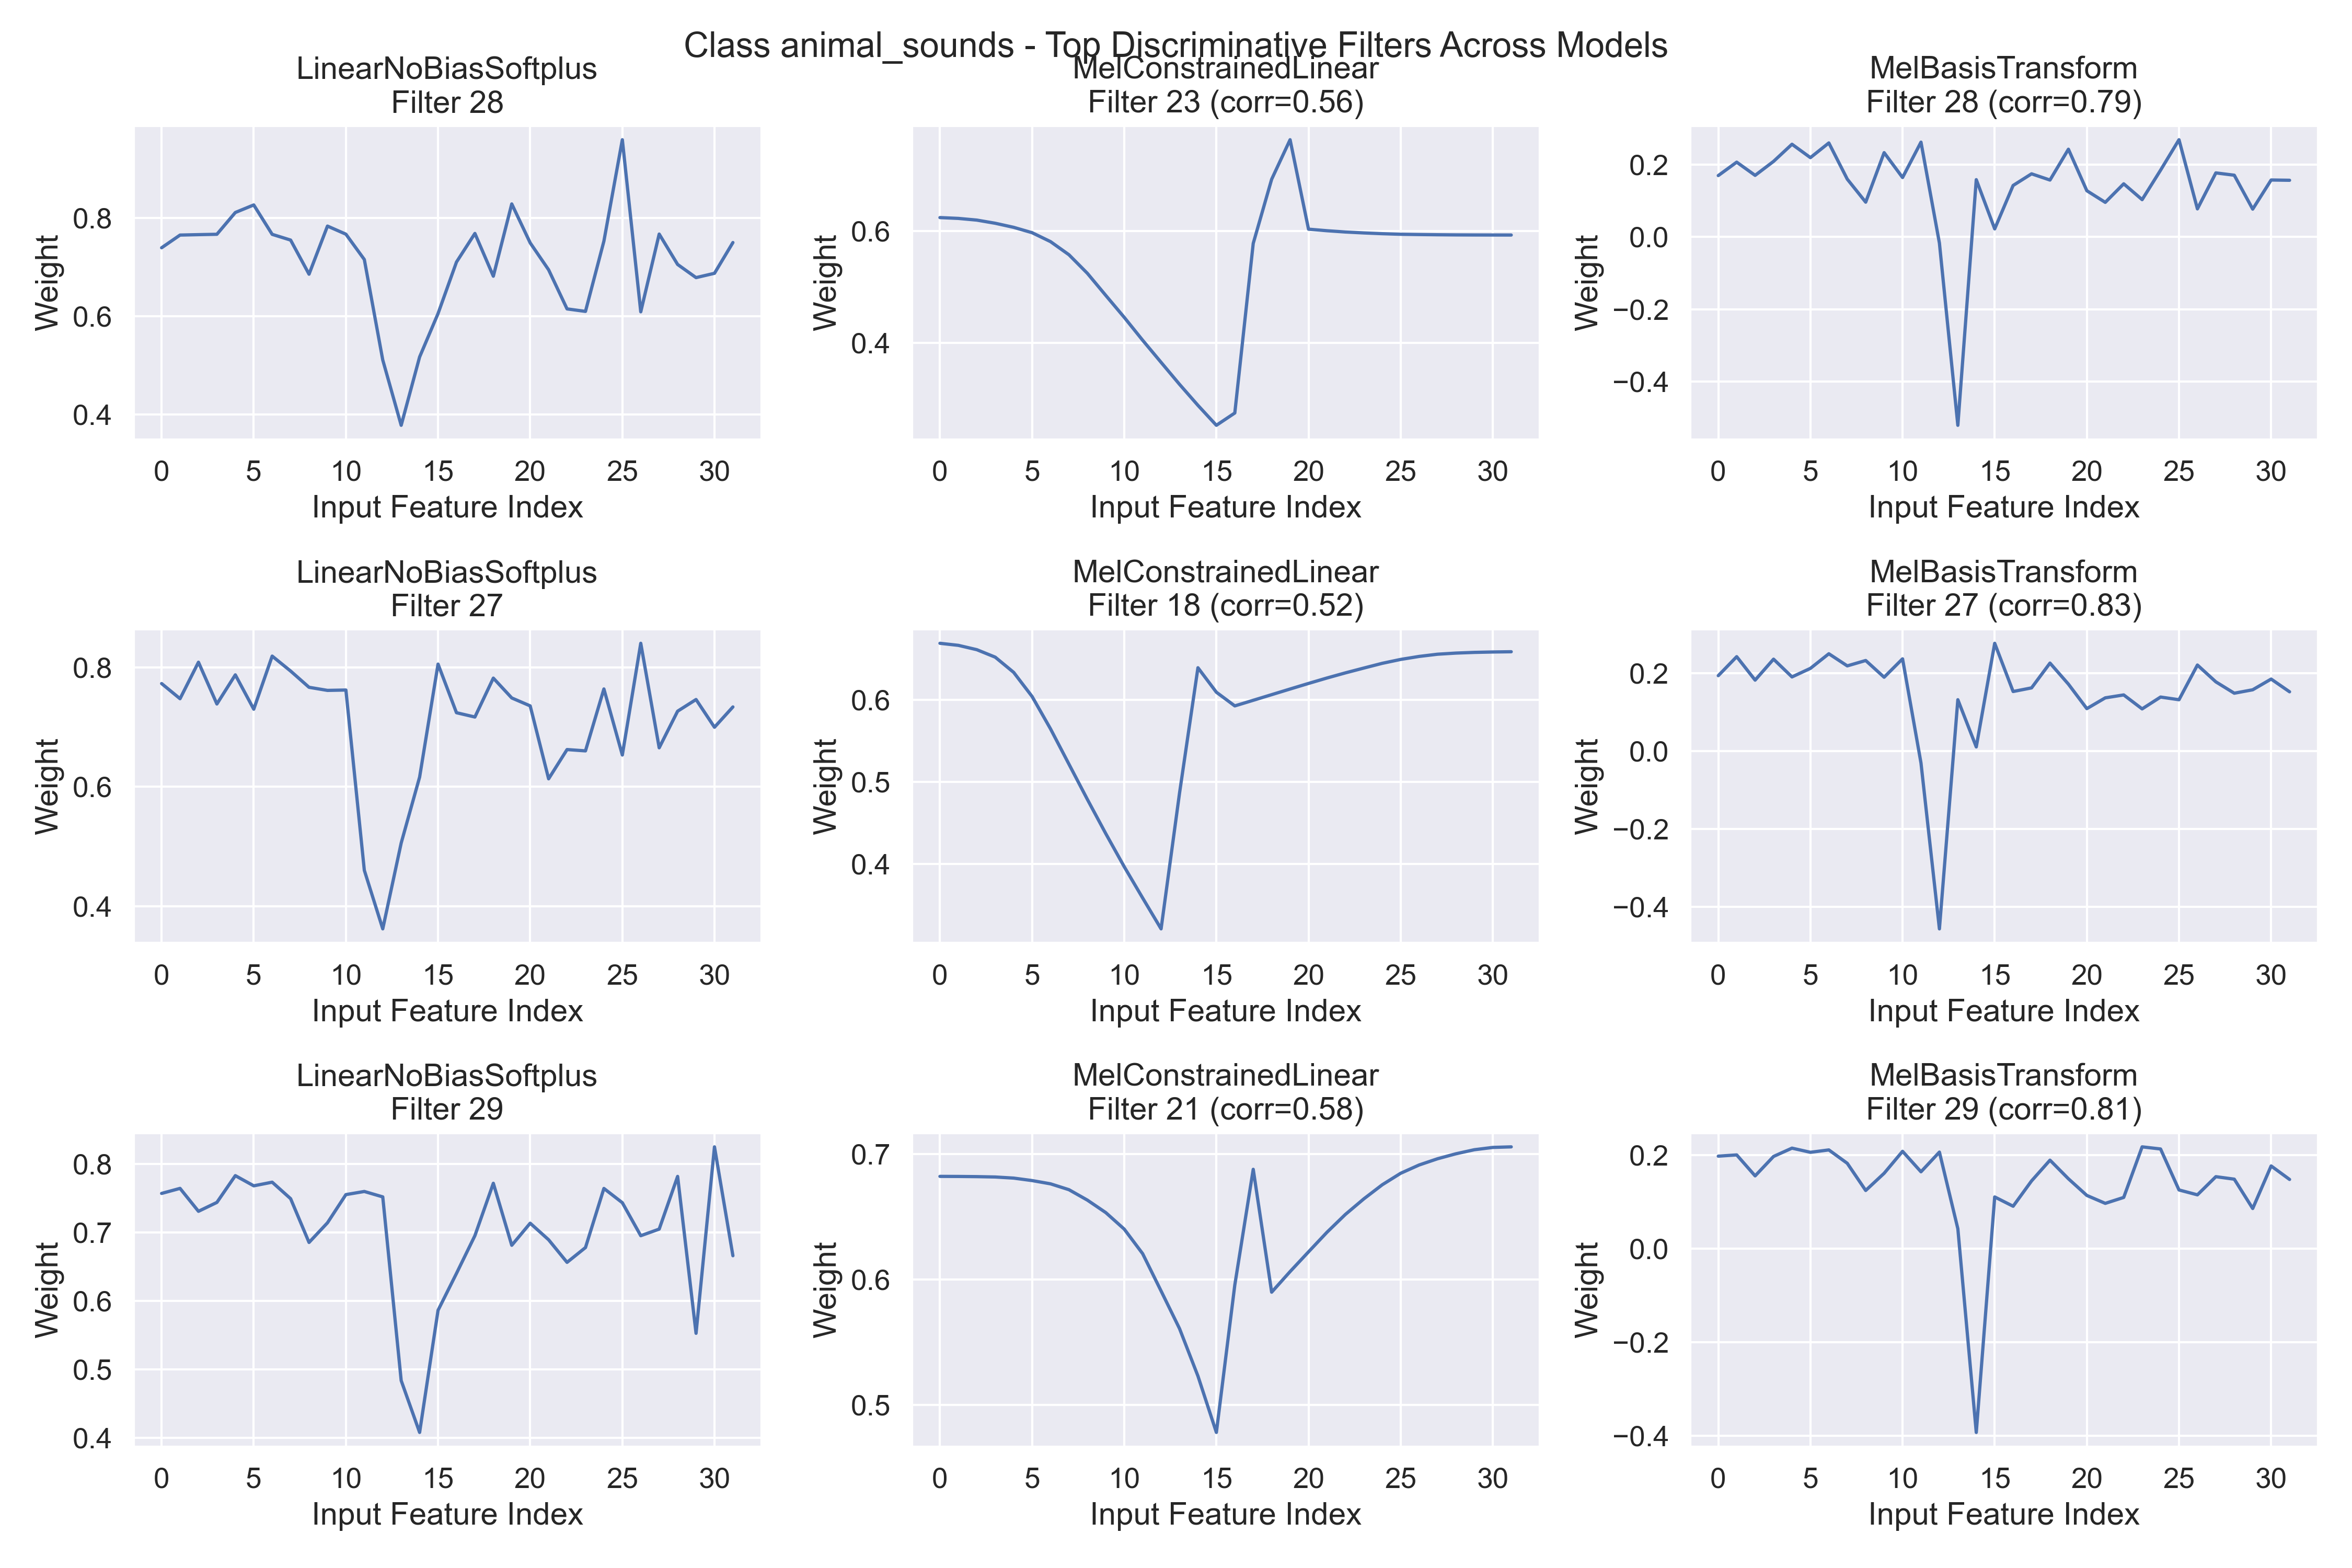 Class animal_sounds - Top Discriminative Filters Across Models
LinearNoBiasSoftplus
Filter 28
Weight
0.8
0.6
0.4
0 5 10 15 20 25 30
Input Feature Index
MelConstrainedLinear
Filter 23 (corr=0.56)
Weight
0.6
0.4
0 5 10 15 20 25 30
Input Feature Index
MelBasisTransform
Filter 28 (corr=0.79)
Weight
0.2
0.0
−0.2
−0.4
0 5 10 15 20 25 30
Input Feature Index
LinearNoBiasSoftplus
Filter 27
Weight
0.8
0.6
0.4
0 5 10 15 20 25 30
Input Feature Index
MelConstrainedLinear
Filter 18 (corr=0.52)
Weight
0.6
0.5
0.4
0 5 10 15 20 25 30
Input Feature Index
MelBasisTransform
Filter 27 (corr=0.83)
Weight
0.2
0.0
−0.2
−0.4
0 5 10 15 20 25 30
Input Feature Index
LinearNoBiasSoftplus
Filter 29
Weight
0.8
0.7
0.6
0.5
0.4
0 5 10 15 20 25 30
Input Feature Index
MelConstrainedLinear
Filter 21 (corr=0.58)
Weight
0.7
0.6
0.5
0 5 10 15 20 25 30
Input Feature Index
MelBasisTransform
Filter 29 (corr=0.81)
Weight
0.2
0.0
−0.2
−0.4
0 5 10 15 20 25 30
Input Feature Index